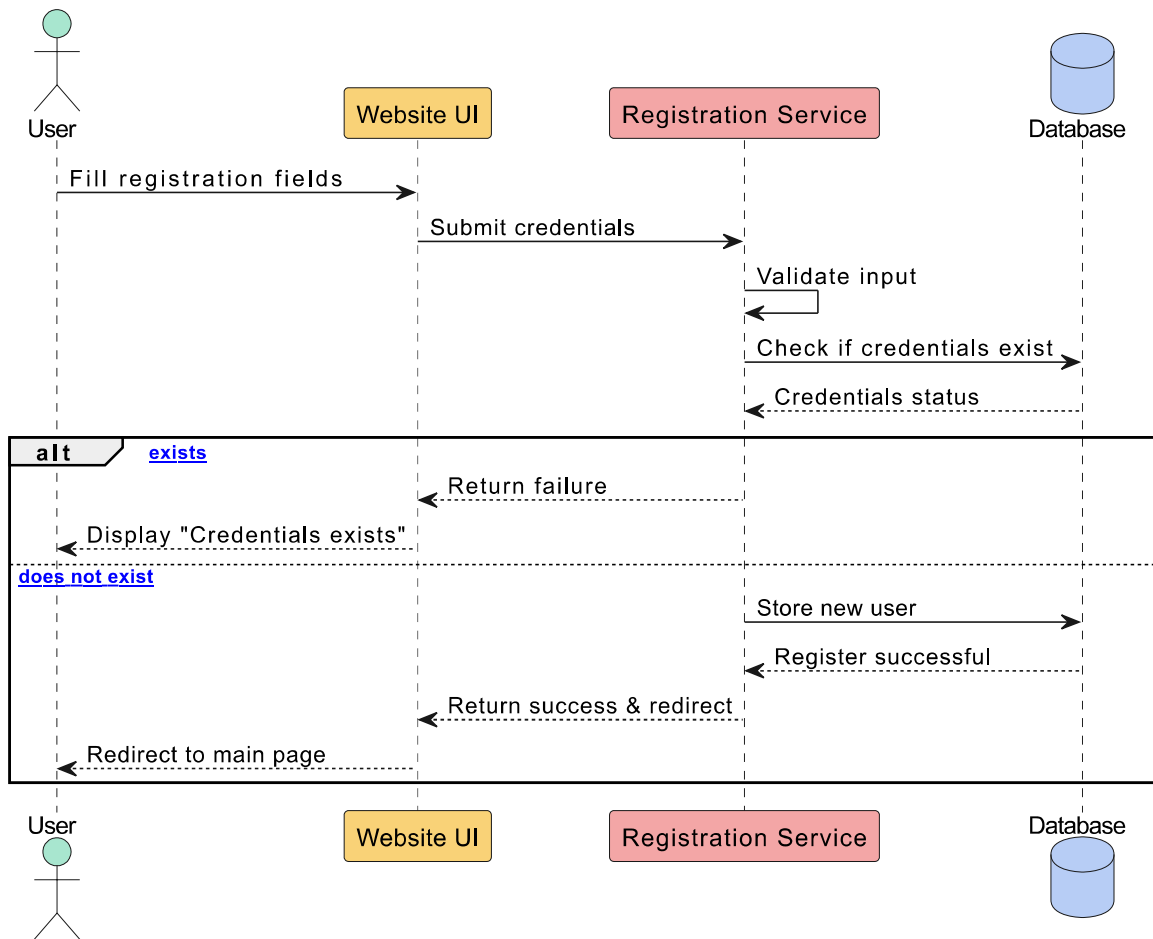 User
Website UI
Registration Service
Database
Fill registration fields
Submit credentials
Validate input
Check if credentials exist
Credentials status
alt
exists
Return failure
Display "Credentials exists"
does not exist
Store new user
Register successful
Return success & redirect
Redirect to main page
User
Website UI
Registration Service
Database